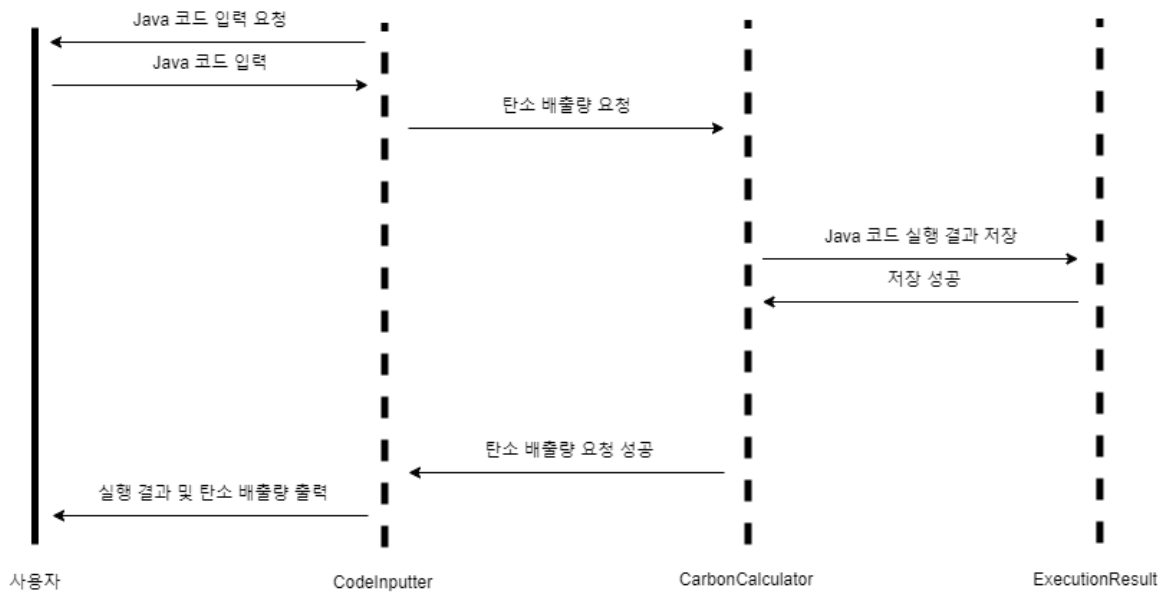 Java 코드 입력 요청
Java 코드 입력
탄소 배출량 요청
Java 코드 실행 결과 저장
저장 성공
탄소 배출량 요청 성공
실행 결과 및 탄소 배출량 출력
사용자
CodeInputter
CarbonCalculator
ExecutionResult